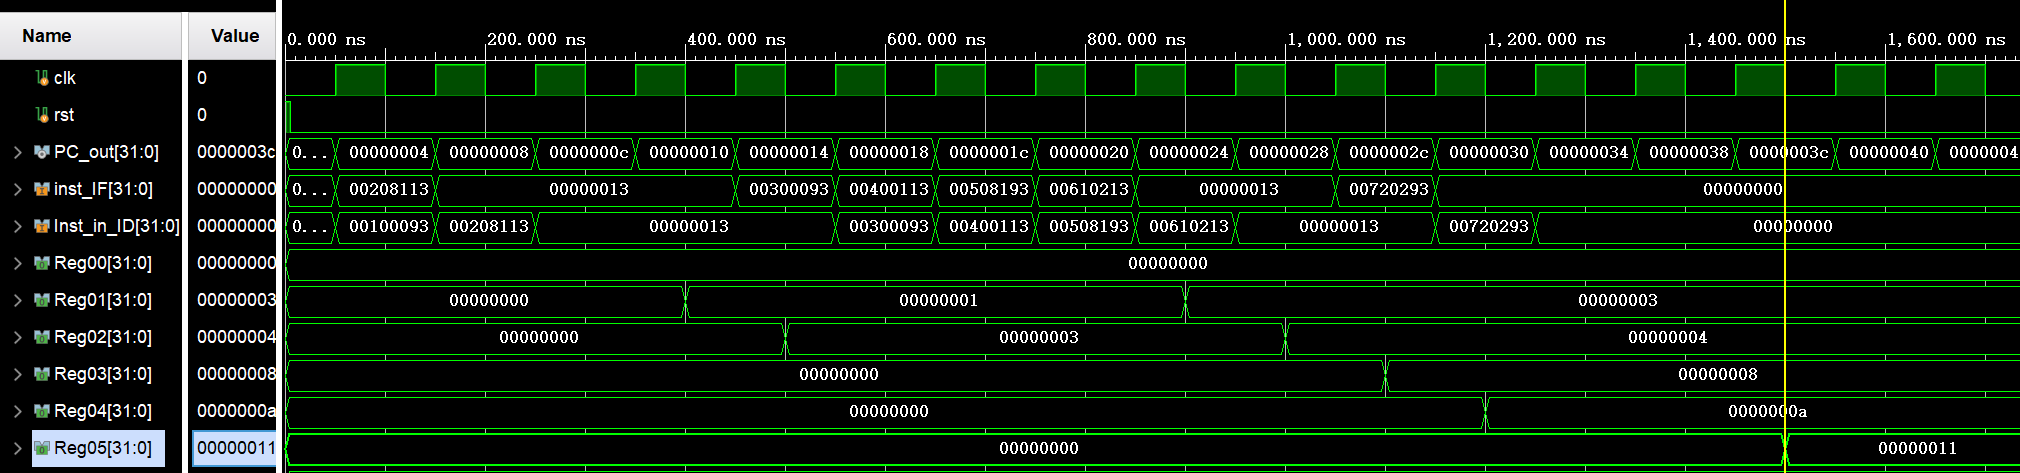 Name Value 0.000 ns 200.000 ns 400.000 ns 600.000 ns 800.000 ns 1,000.000 ns 1,200.000 ns 1,400.000 ns 1,600.000 ns
clk 0
rst 0
PC_out[31:0] 0000003c 0... 00000004 00000008 0000000c 00000010 00000014 00000018 0000001c 00000020 00000024 00000028 0000002c 00000030 00000034 00000038 0000003c 00000040 0000004
inst_IF[31:0] 00000000 0... 00208113 00000013 00300093 00400113 00508193 00610213 00000013 00720293 00000000
Inst_in_ID[31:0] 00000000 0... 00100093 00208113 00000013 00300093 00400113 00508193 00610213 00000013 00720293 00000000
Reg00[31:0] 00000000 00000000
Reg01[31:0] 00000003 00000000 00000001 00000003
Reg02[31:0] 00000004 00000000 00000003 00000004
Reg03[31:0] 00000008 00000000 00000008
Reg04[31:0] 0000000a 00000000 0000000a
Reg05[31:0] 00000011 00000000 00000011